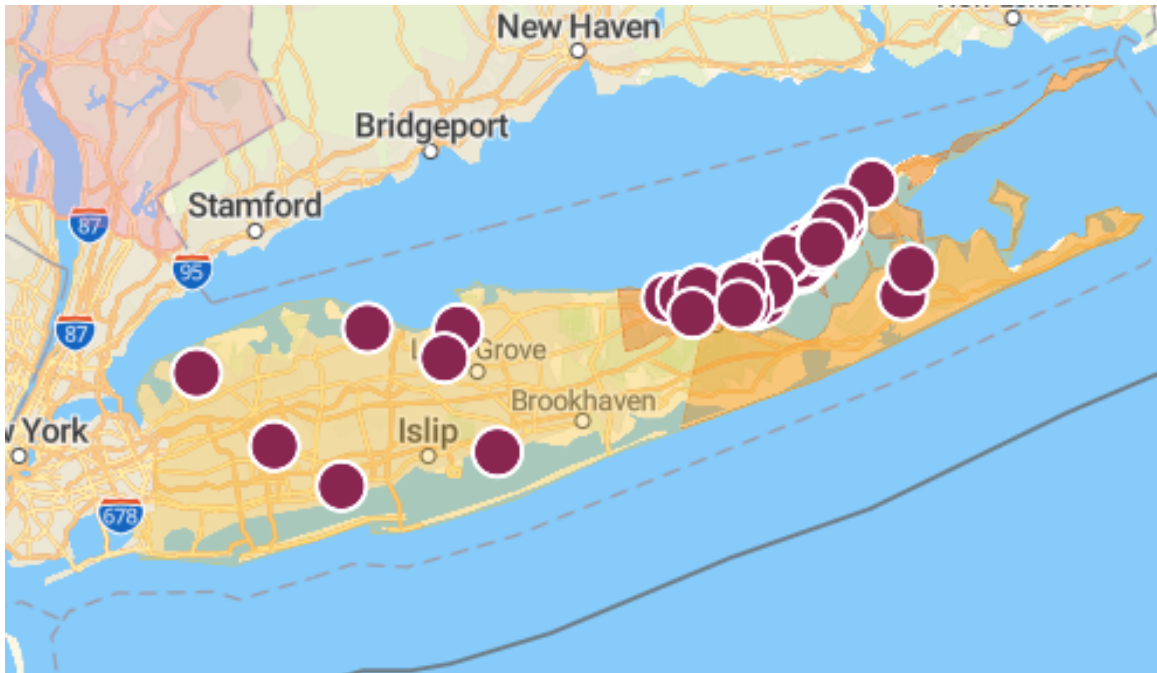 New Haven
Bridgeport
Stamford
87
95
87
Grove
Brookhaven
Islip
York
678